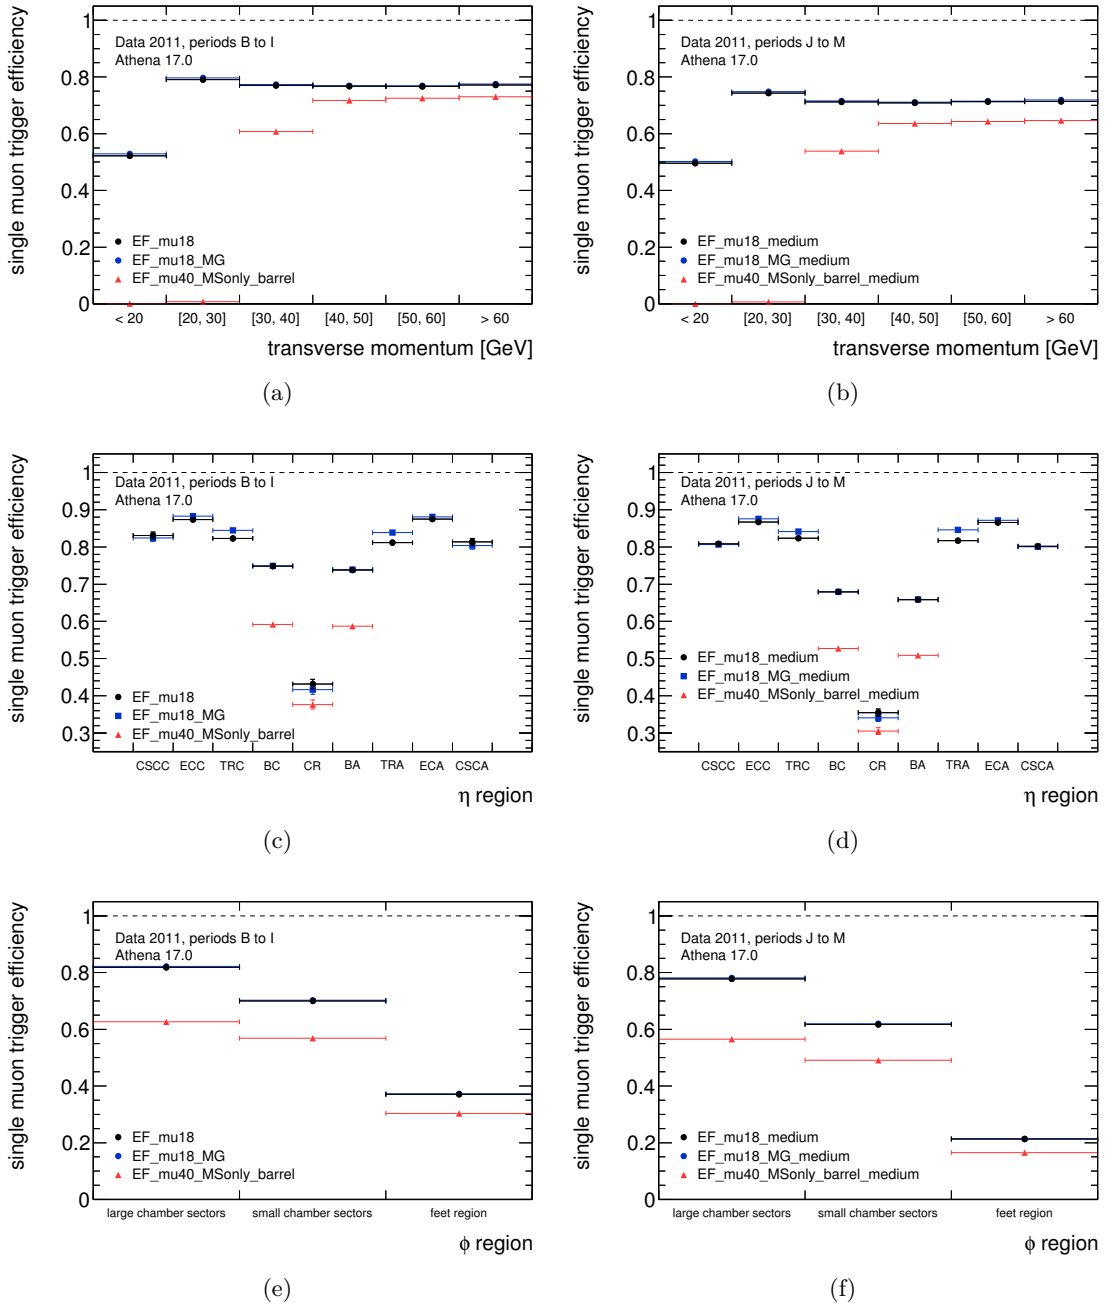 single muon trigger efficiency
1
0.8
0.6
0.4
0.2
0
Data 2011, periods B to I
Athena 17.0
EF_mu18
EF_mu18_MG
EF_mu40_MSonly_barrel
< 20 [20, 30] [30, 40] [40, 50] [50, 60] > 60
transverse momentum [GeV]
(a)
single muon trigger efficiency
1
0.8
0.6
0.4
0.2
0
Data 2011, periods J to M
Athena 17.0
EF_mu18_medium
EF_mu18_MG_medium
EF_mu40_MSonly_barrel_medium
< 20 [20, 30] [30, 40] [40, 50] [50, 60] > 60
transverse momentum [GeV]
(b)
single muon trigger efficiency
1
0.9
0.8
0.7
0.6
0.5
0.4
0.3
Data 2011, periods B to I
Athena 17.0
EF_mu18
EF_mu18_MG
EF_mu40_MSonly_barrel
CSCC ECC TRC BC CR BA TRA ECA CSCA
η region
(c)
single muon trigger efficiency
1
0.9
0.8
0.7
0.6
0.5
0.4
0.3
Data 2011, periods J to M
Athena 17.0
EF_mu18_medium
EF_mu18_MG_medium
EF_mu40_MSonly_barrel_medium
CSCC ECC TRC BC CR BA TRA ECA CSCA
η region
(d)
single muon trigger efficiency
1
0.8
0.6
0.4
0.2
0
Data 2011, periods B to I
Athena 17.0
EF_mu18
EF_mu18_MG
EF_mu40_MSonly_barrel
large chamber sectors small chamber sectors feet region
ϕ region
(e)
single muon trigger efficiency
1
0.8
0.6
0.4
0.2
0
Data 2011, periods J to M
Athena 17.0
EF_mu18_medium
EF_mu18_MG_medium
EF_mu40_MSonly_barrel_medium
large chamber sectors small chamber sectors feet region
ϕ region
(f)